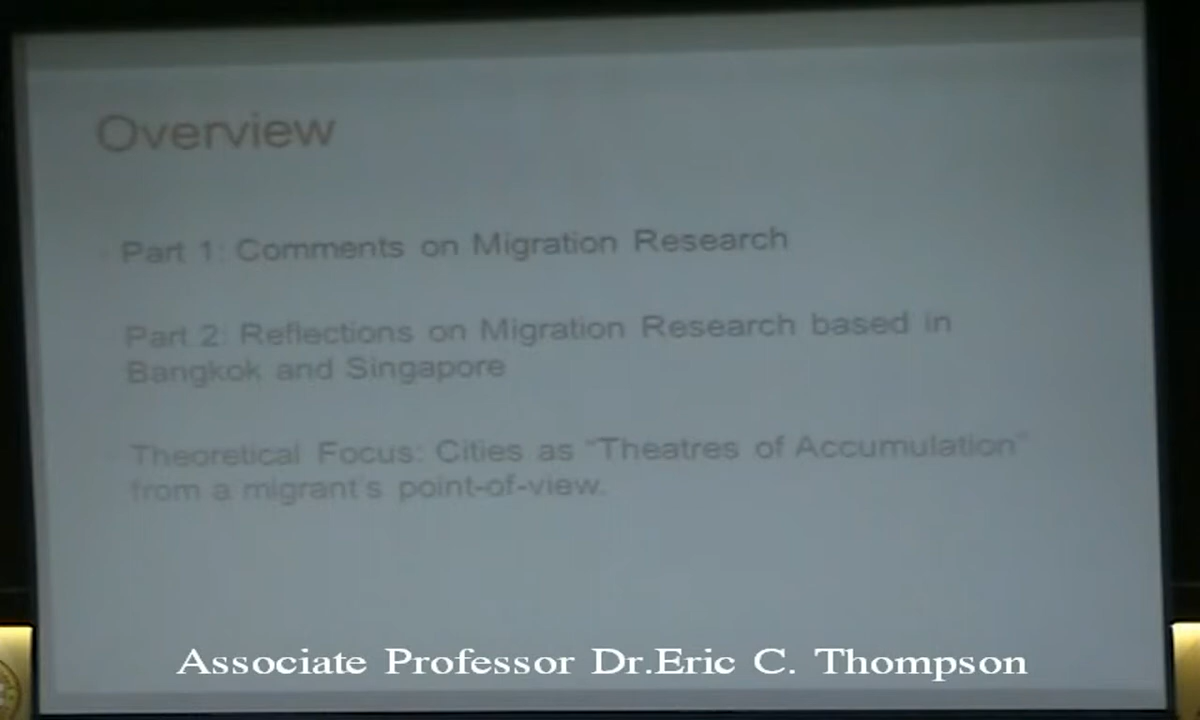 Overview
Part 1: Comments on Migration Research
Part 2: Reflections on Migration Research based in
Bangkok and Singapore
Theoretical Focus: Cities as "Theatres of Accumulation"
from a migrant's point-of-view.
Associate Professor Dr.Eric C. Thompson